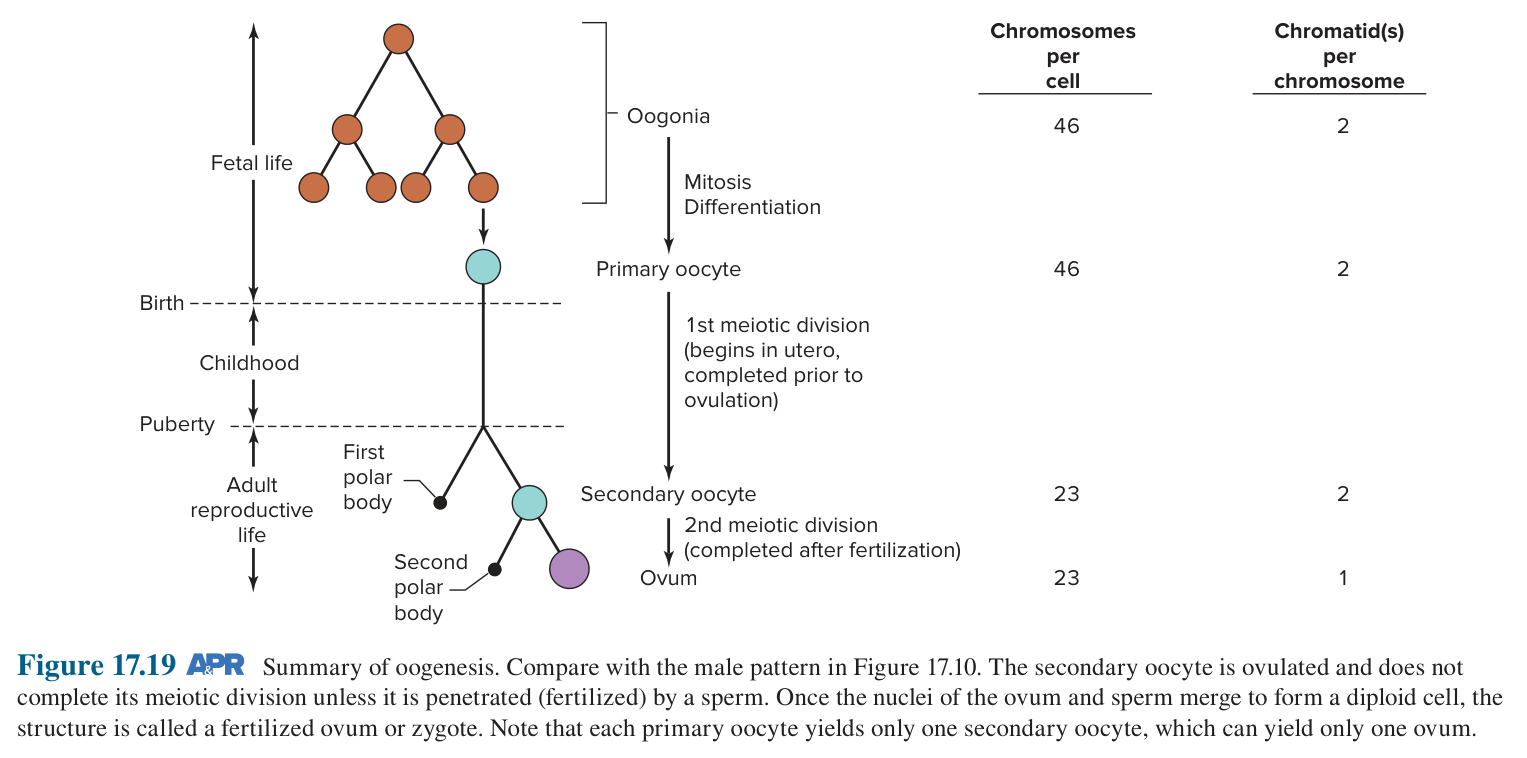 Chromosomes
per
cell
Chromatid(s)
per
chromosome
Oogonia
46
2
Fetal life
Mitosis
Differentiation
Primary oocyte
46
2
Birth
1st meiotic division
(begins in utero,
completed prior to
ovulation)
Childhood
Puberty
First
polar
body
Adult
reproductive
life
Secondary oocyte
23
2
2nd meiotic division
(completed after fertilization)
Second
polar
body
Ovum
23
1
Figure 17.19 A&PR Summary of oogenesis. Compare with the male pattern in Figure 17.10. The secondary oocyte is ovulated and does not
complete its meiotic division unless it is penetrated (fertilized) by a sperm. Once the nuclei of the ovum and sperm merge to form a diploid cell, the
structure is called a fertilized ovum or zygote. Note that each primary oocyte yields only one secondary oocyte, which can yield only one ovum.